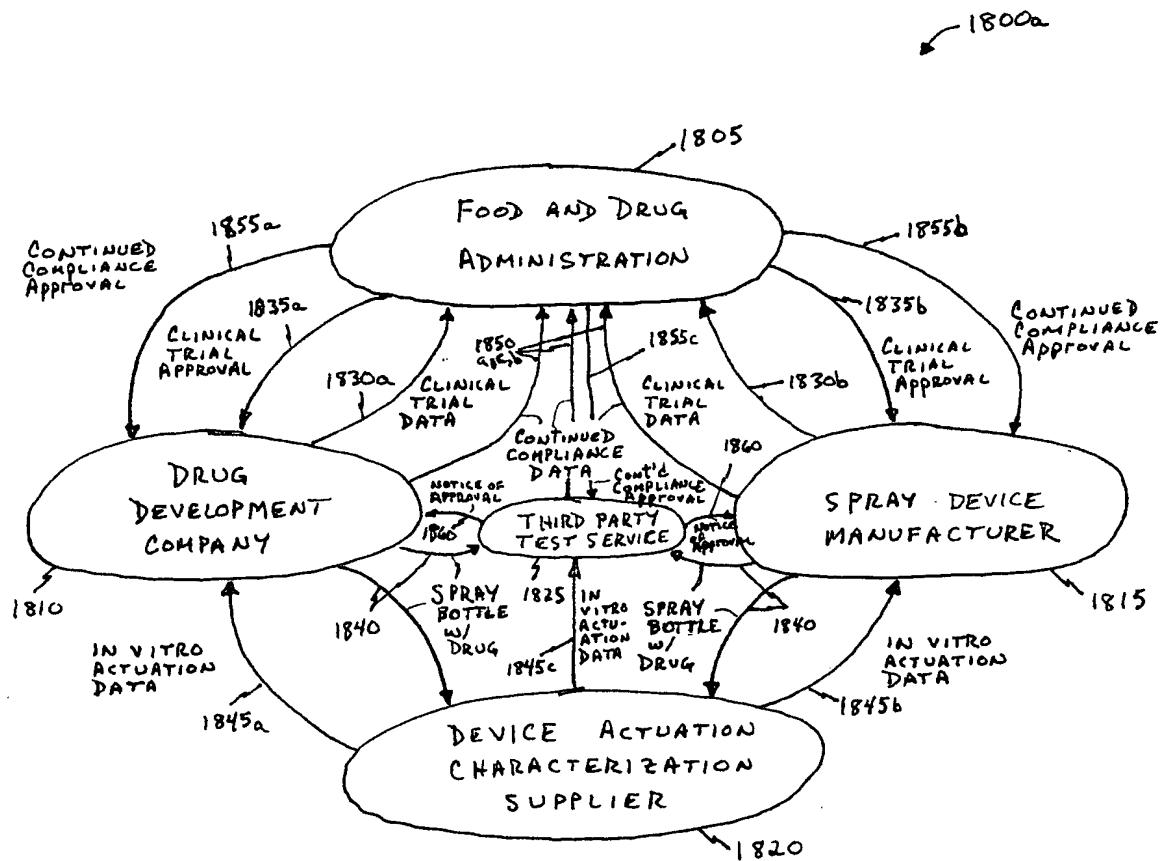 1800a
1805
FOOD AND DRUG
ADMINISTRATION
1855a
CONTINUED
COMPLIANCE
APPROVAL
1835a
CLINICAL
TRIAL
APPROVAL
1830a
CLINICAL
TRIAL
DATA
1850
a,c,b
1855c
CLINICAL
TRIAL
DATA
1830b
1835b
CLINICAL
TRIAL
APPROVAL
1855b
CONTINUED
COMPLIANCE
APPROVAL
CONTINUED
COMPLIANCE
DATA
CONT'D
COMPLIANCE
APPROVAL
DRUG
DEVELOPMENT
COMPANY
1810
NOTICE OF
APPROVAL
1860
THIRD PARTY
TEST SERVICE
1825
1860
NOTICE
OF
APPROVAL
SPRAY DEVICE
MANUFACTURER
1815
1840
SPRAY
BOTTLE
W/
DRUG
IN
VITRO
ACTU-
ATION
DATA
1845c
SPRAY
BOTTLE
W/
DRUG
1840
IN VITRO
ACTUATION
DATA
1845a
IN VITRO
ACTUATION
DATA
1845b
DEVICE ACTUATION
CHARACTERIZATION
SUPPLIER
1820